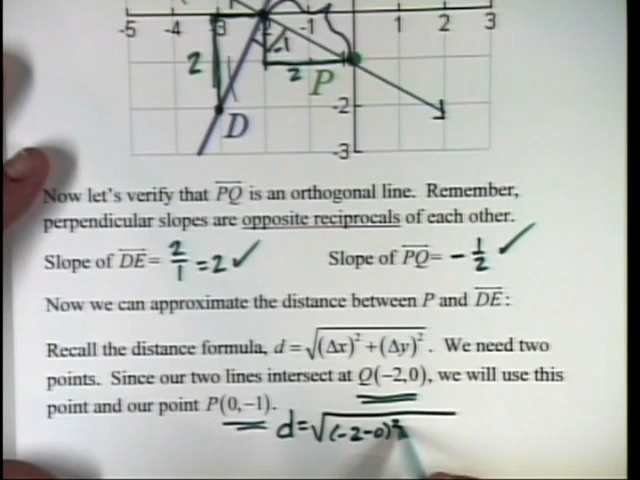 -5 -4 -3 -1 1 2 3
-1
2
2 P
D
-2
-3
Now let's verify that PQ is an orthogonal line. Remember,
perpendicular slopes are opposite reciprocals of each other.
Slope of DE= 2/1 =2 ✓ Slope of PQ= -1/2 ✓
Now we can approximate the distance between P and DE:
Recall the distance formula, d = √(Δx)² + (Δy)². We need two
points. Since our two lines intersect at Q(−2,0), we will use this
point and our point P(0,−1).
d=√(-2-0)²